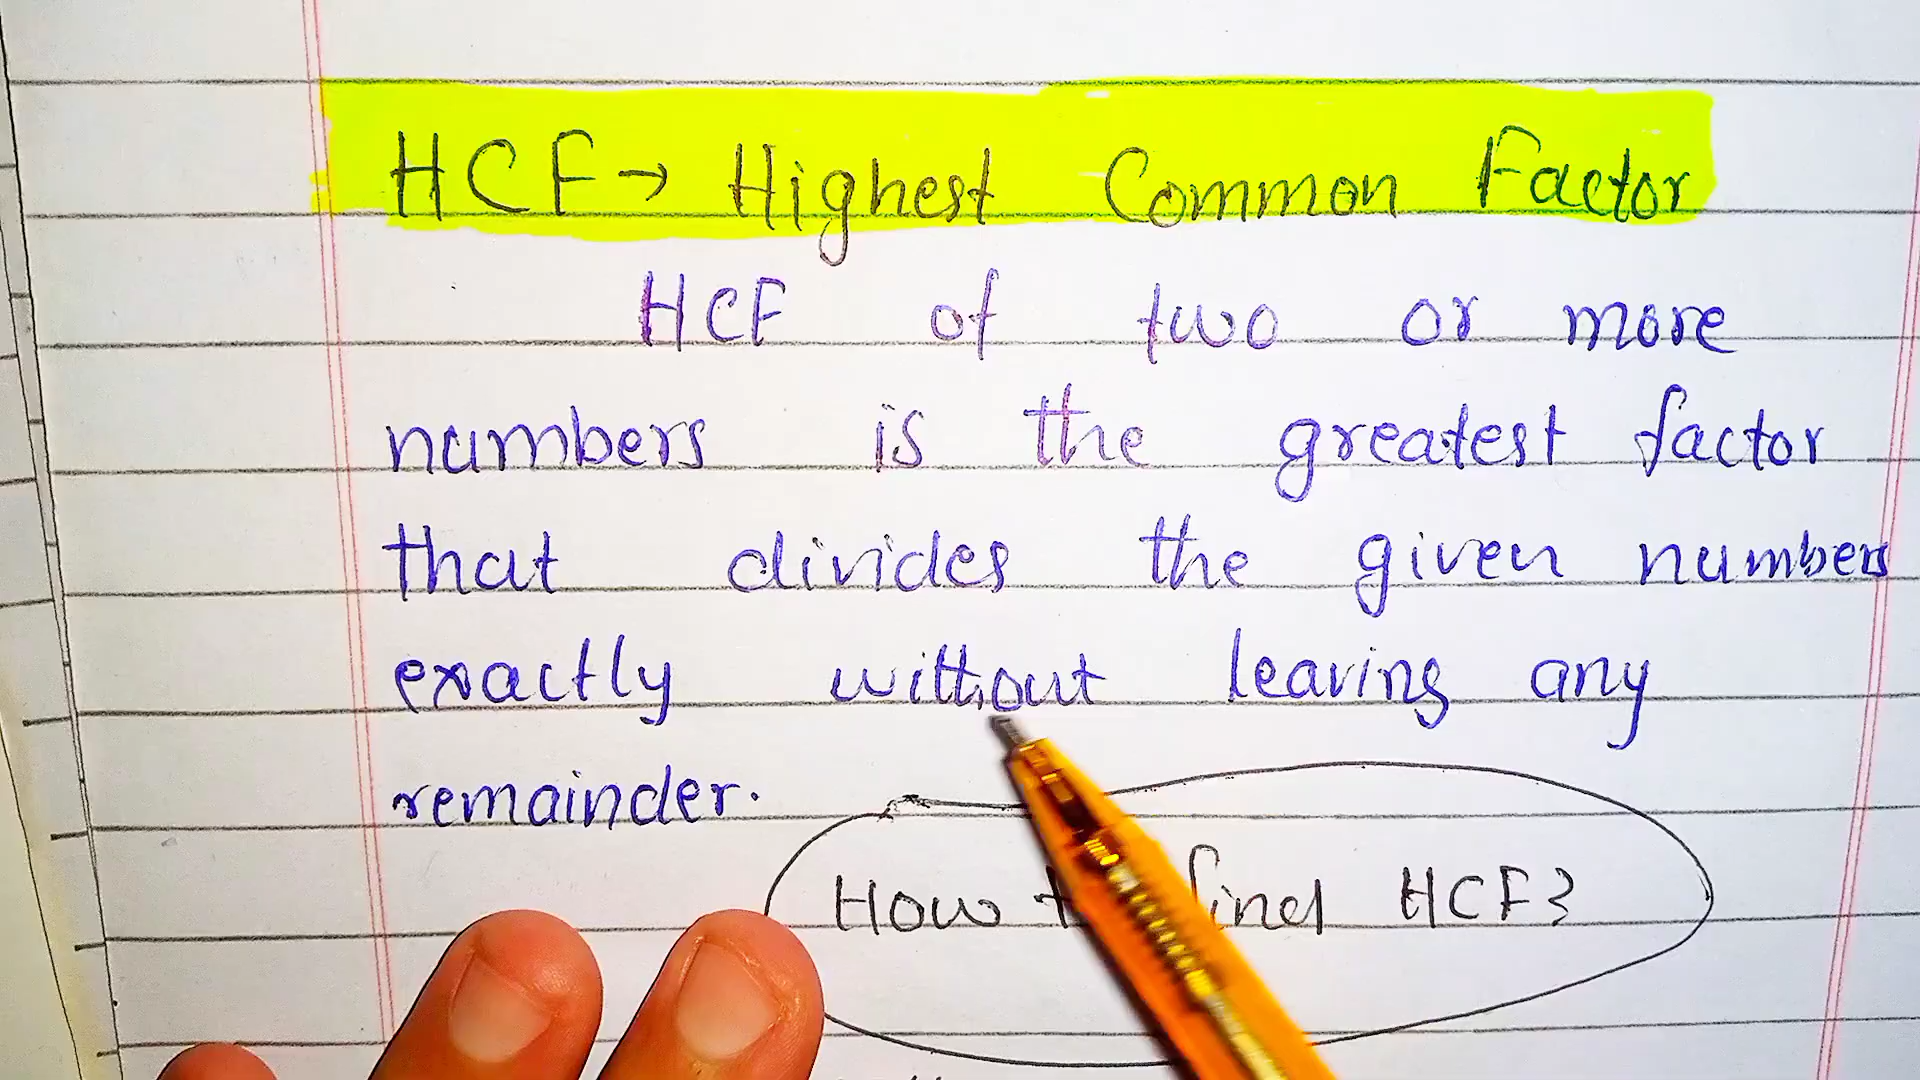 HCF→ Highest Common Factor
HCF of two or more
numbers is the greatest factor
that divides the given numbers
exactly without leaving any
remainder.
How find HCF?